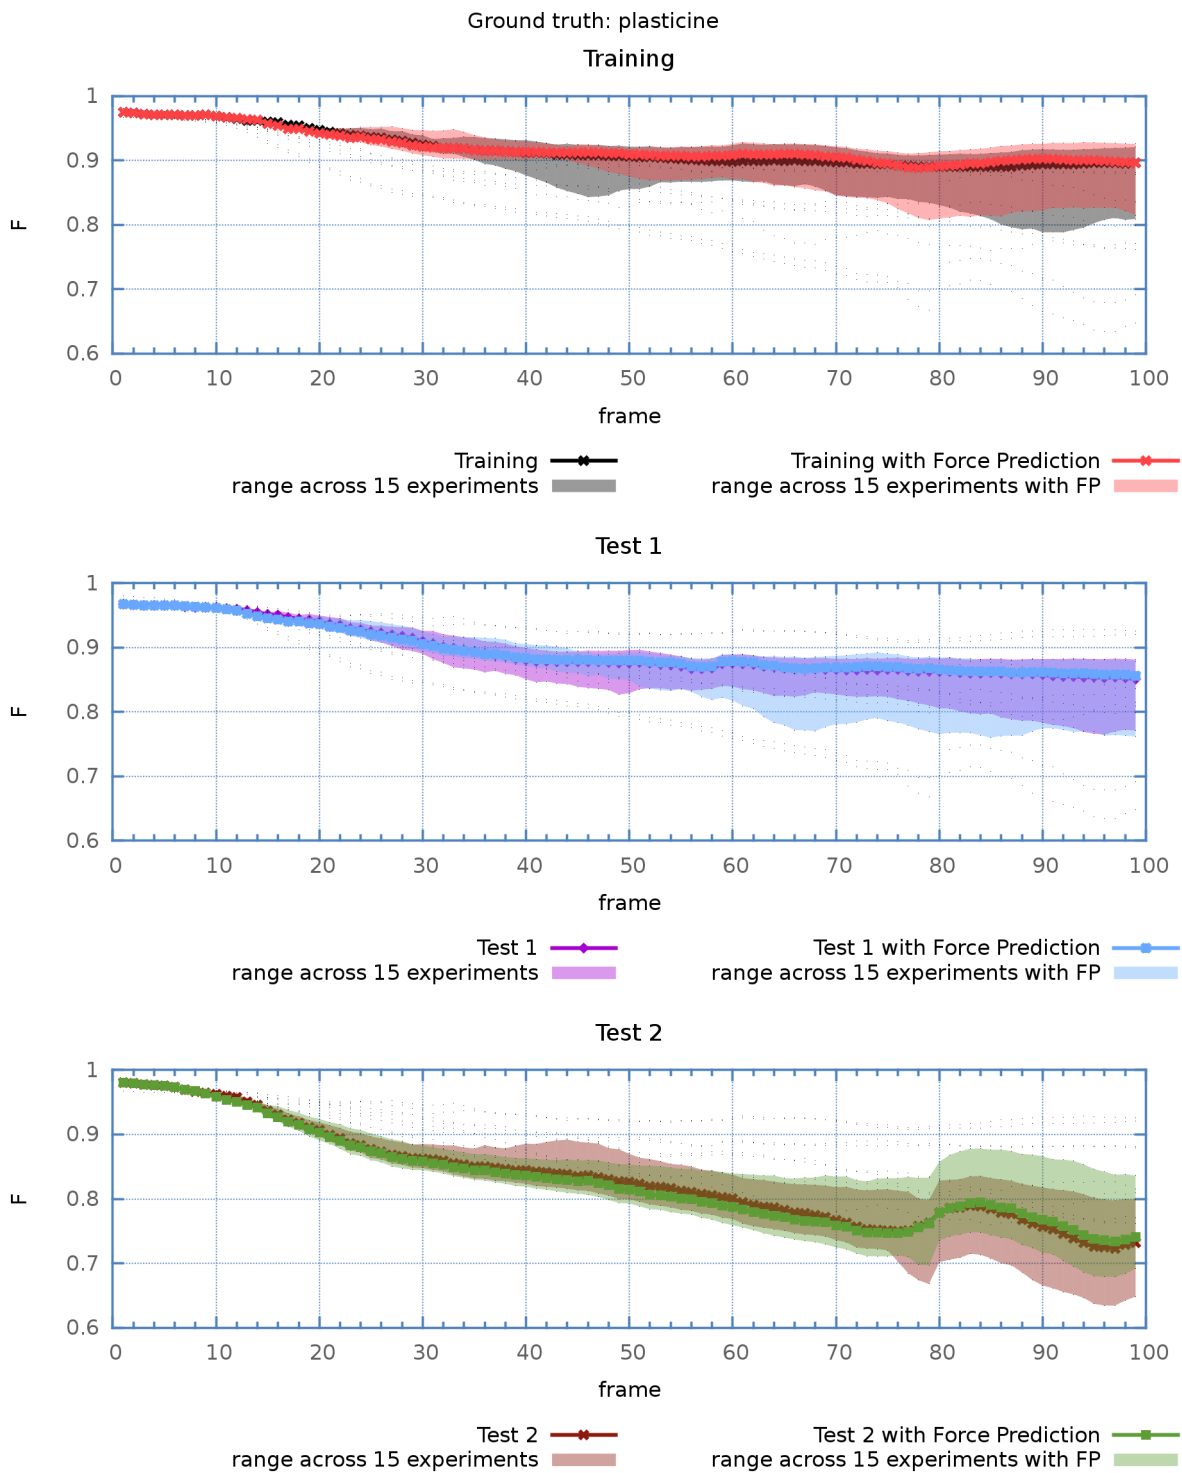 Ground truth: plasticine
Training
1
0.9
0.8
0.7
0.6
F
0 10 20 30 40 50 60 70 80 90 100
frame
Training Training with Force Prediction
range across 15 experiments range across 15 experiments with FP
Test 1
1
0.9
0.8
0.7
0.6
F
0 10 20 30 40 50 60 70 80 90 100
frame
Test 1 Test 1 with Force Prediction
range across 15 experiments range across 15 experiments with FP
Test 2
1
0.9
0.8
0.7
0.6
F
0 10 20 30 40 50 60 70 80 90 100
frame
Test 2 Test 2 with Force Prediction
range across 15 experiments range across 15 experiments with FP